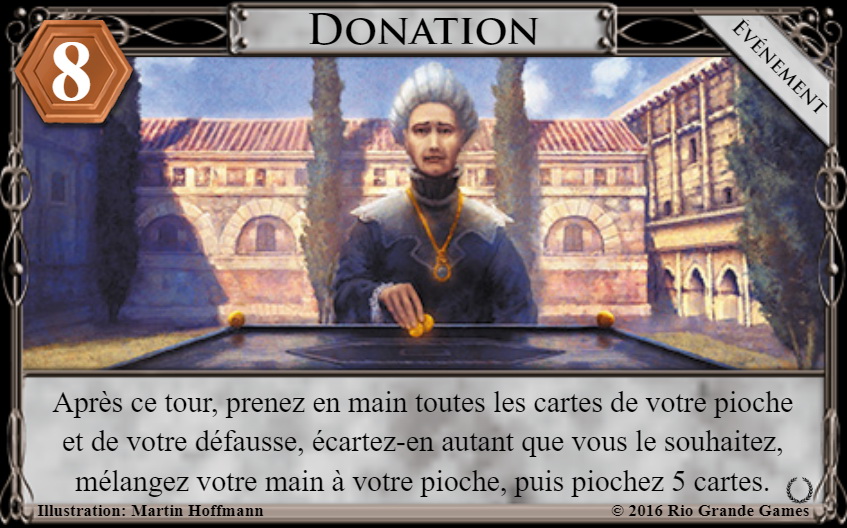 DONATION
8
ÉVÉNEMENT
Après ce tour, prenez en main toutes les cartes de votre pioche
et de votre défausse, écartez-en autant que vous le souhaitez,
mélangez votre main à votre pioche, puis piochez 5 cartes.
Illustration: Martin Hoffmann
© 2016 Rio Grande Games